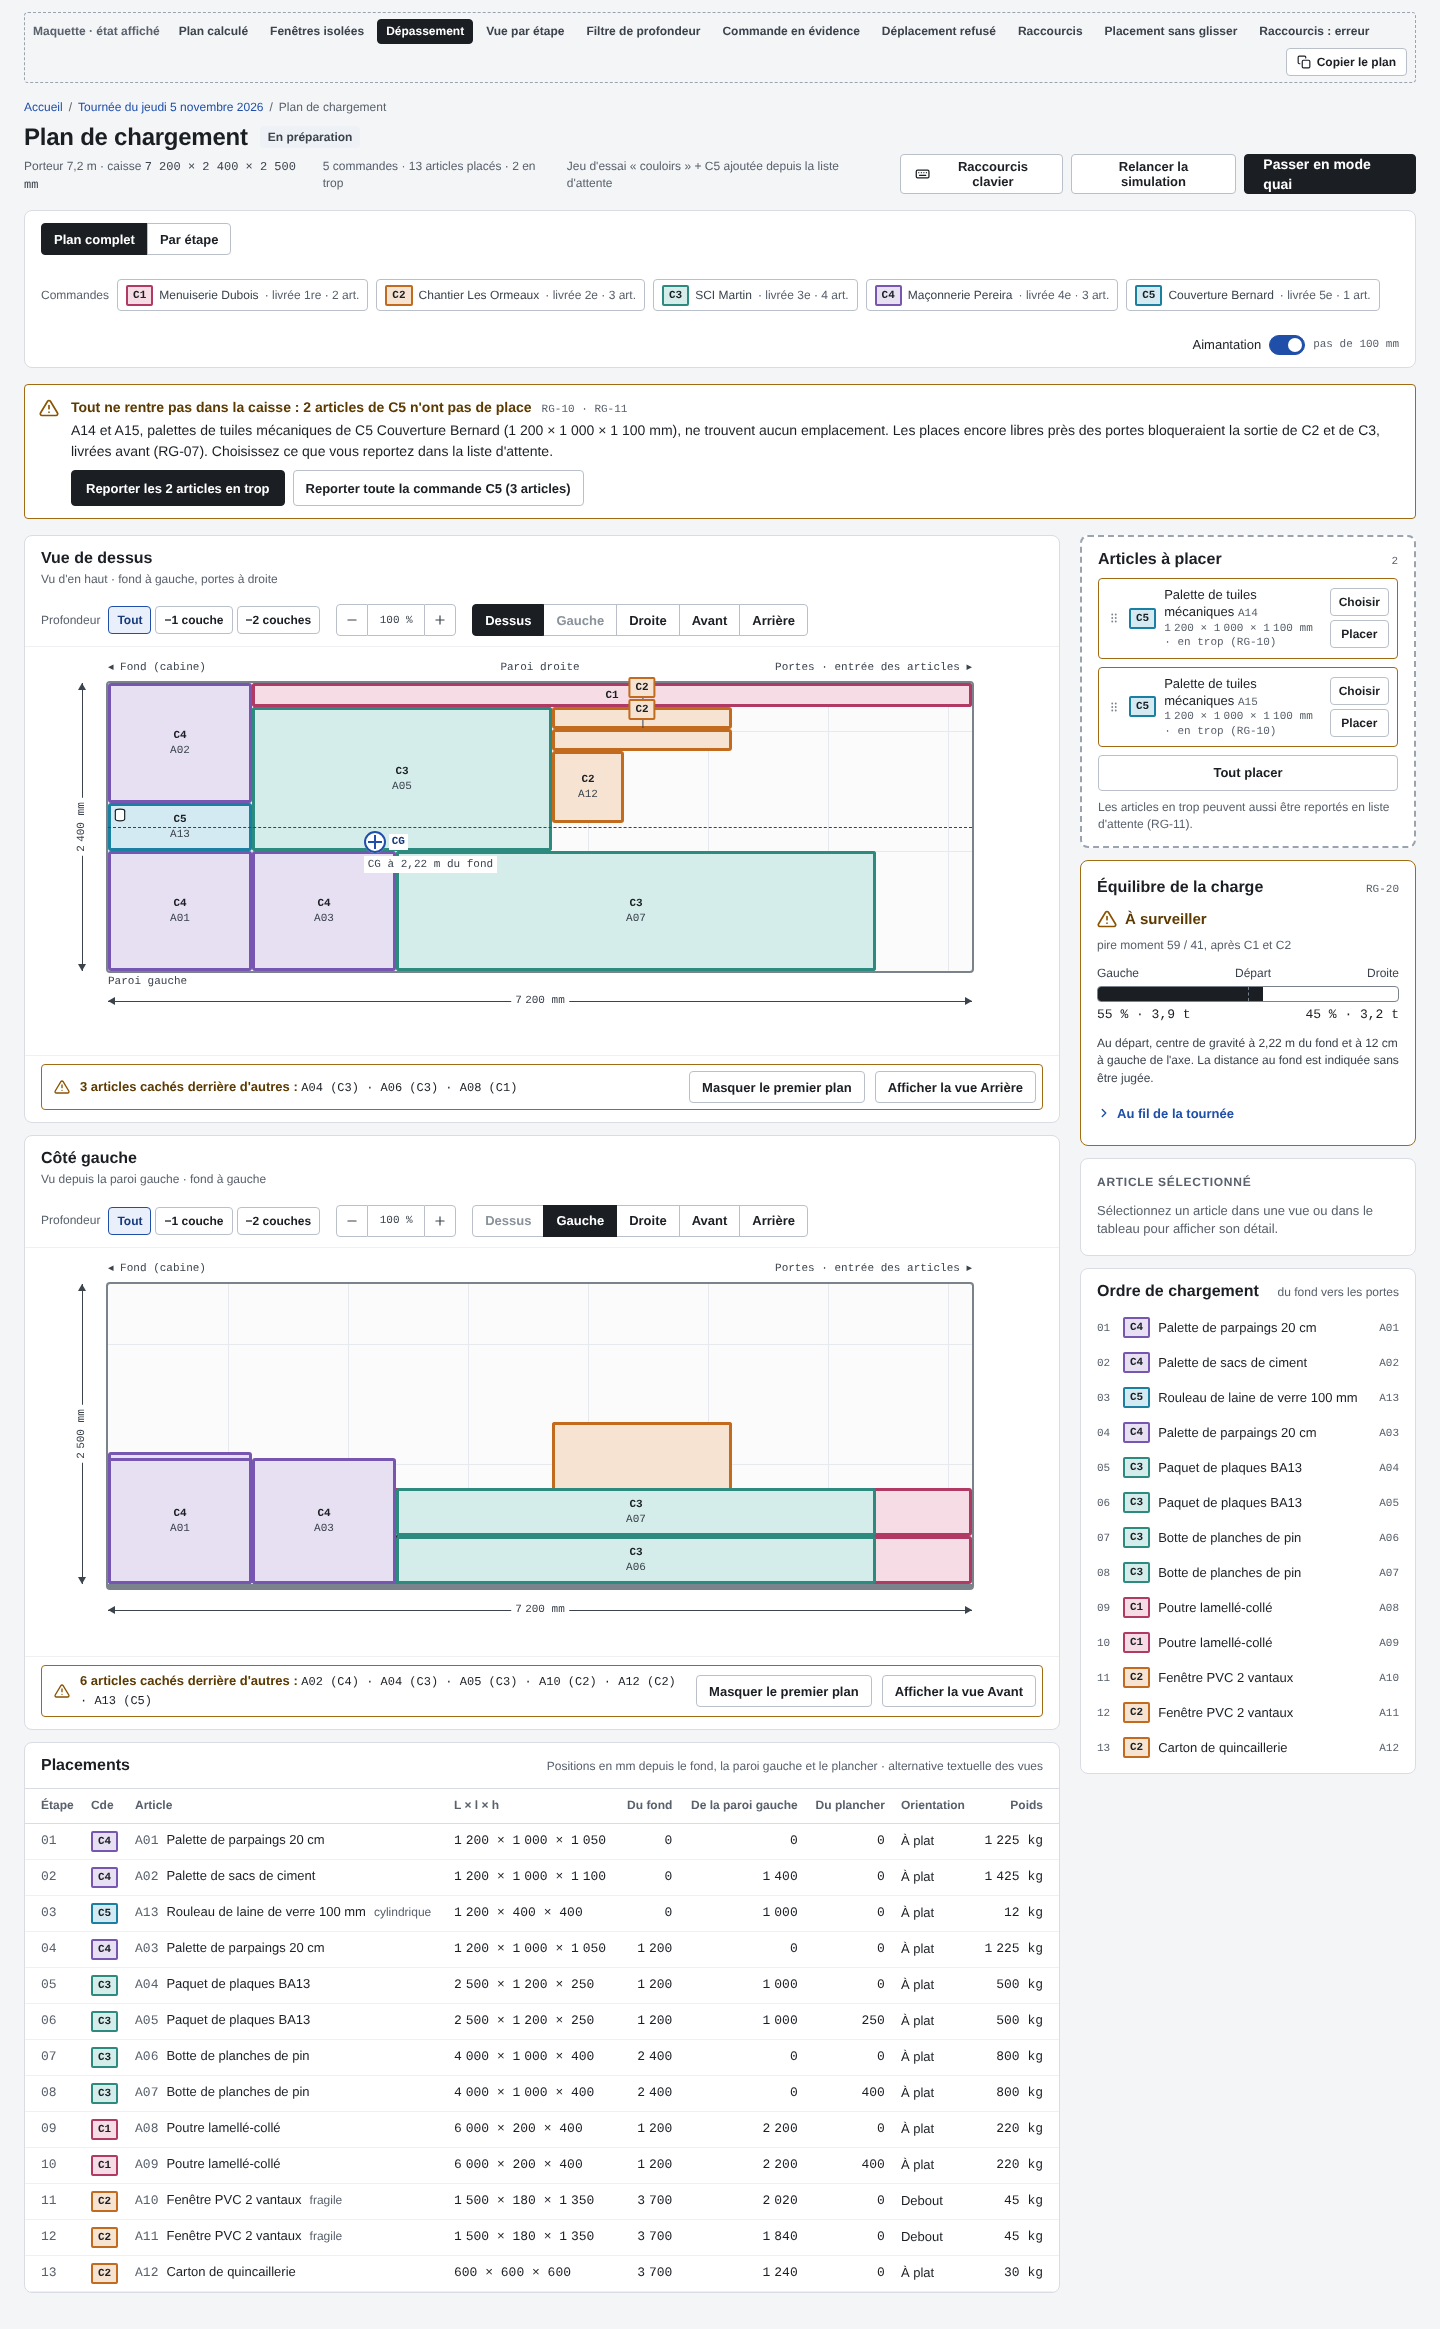 Maquette · état affiché Plan calculé Fenêtres isolées Dépassement Vue par étape Filtre de profondeur Commande en évidence Déplacement refusé Raccourcis Placement sans glisser Raccourcis : erreur
Copier le plan
Accueil / Tournée du jeudi 5 novembre 2026 / Plan de chargement
Plan de chargement En préparation
Porteur 7,2 m · caisse 7 200 × 2 400 × 2 500 mm
5 commandes · 13 articles placés · 2 en trop
Jeu d'essai « couloirs » + C5 ajoutée depuis la liste d'attente
Raccourcis clavier
Relancer la simulation
Passer en mode quai
Plan complet Par étape
Commandes C1 Menuiserie Dubois · livrée 1re · 2 art. C2 Chantier Les Ormeaux · livrée 2e · 3 art. C3 SCI Martin · livrée 3e · 4 art. C4 Maçonnerie Pereira · livrée 4e · 3 art. C5 Couverture Bernard · livrée 5e · 1 art.
Aimantation pas de 100 mm
Tout ne rentre pas dans la caisse : 2 articles de C5 n'ont pas de place RG-10 · RG-11
A14 et A15, palettes de tuiles mécaniques de C5 Couverture Bernard (1 200 × 1 000 × 1 100 mm), ne trouvent aucun emplacement. Les places encore libres près des portes bloqueraient la sortie de C2 et de C3,
livrées avant (RG-07). Choisissez ce que vous reportez dans la liste d'attente.
Reporter les 2 articles en trop Reporter toute la commande C5 (3 articles)
Vue de dessus
Vu d'en haut · fond à gauche, portes à droite
Profondeur Tout −1 couche −2 couches − 100 % + Dessus Gauche Droite Avant Arrière
◂ Fond (cabine) Paroi droite Portes · entrée des articles ▸
C1
C2
C2
C4
A02
C3
A05
C2
A12
C5
A13
CG
CG à 2,22 m du fond
C4
A01
C4
A03
C3
A07
2 400 mm
Paroi gauche
7 200 mm
3 articles cachés derrière d'autres : A04 (C3) · A06 (C3) · A08 (C1)
Masquer le premier plan Afficher la vue Arrière
Côté gauche
Vu depuis la paroi gauche · fond à gauche
Profondeur Tout −1 couche −2 couches − 100 % + Dessus Gauche Droite Avant Arrière
◂ Fond (cabine) Portes · entrée des articles ▸
2 500 mm
C4
A01
C4
A03
C3
A07
C3
A06
7 200 mm
6 articles cachés derrière d'autres : A02 (C4) · A04 (C3) · A05 (C3) · A10 (C2) · A12 (C2)
· A13 (C5)
Masquer le premier plan Afficher la vue Avant
Placements Positions en mm depuis le fond, la paroi gauche et le plancher · alternative textuelle des vues
Étape Cde Article L × l × h Du fond De la paroi gauche Du plancher Orientation Poids
01 C4 A01 Palette de parpaings 20 cm 1 200 × 1 000 × 1 050 0 0 0 À plat 1 225 kg
02 C4 A02 Palette de sacs de ciment 1 200 × 1 000 × 1 100 0 1 400 0 À plat 1 425 kg
03 C5 A13 Rouleau de laine de verre 100 mm cylindrique 1 200 × 400 × 400 0 1 000 0 À plat 12 kg
04 C4 A03 Palette de parpaings 20 cm 1 200 × 1 000 × 1 050 1 200 0 0 À plat 1 225 kg
05 C3 A04 Paquet de plaques BA13 2 500 × 1 200 × 250 1 200 1 000 0 À plat 500 kg
06 C3 A05 Paquet de plaques BA13 2 500 × 1 200 × 250 1 200 1 000 250 À plat 500 kg
07 C3 A06 Botte de planches de pin 4 000 × 1 000 × 400 2 400 0 0 À plat 800 kg
08 C3 A07 Botte de planches de pin 4 000 × 1 000 × 400 2 400 0 400 À plat 800 kg
09 C1 A08 Poutre lamellé-collé 6 000 × 200 × 400 1 200 2 200 0 À plat 220 kg
10 C1 A09 Poutre lamellé-collé 6 000 × 200 × 400 1 200 2 200 400 À plat 220 kg
11 C2 A10 Fenêtre PVC 2 vantaux fragile 1 500 × 180 × 1 350 3 700 2 020 0 Debout 45 kg
12 C2 A11 Fenêtre PVC 2 vantaux fragile 1 500 × 180 × 1 350 3 700 1 840 0 Debout 45 kg
13 C2 A12 Carton de quincaillerie 600 × 600 × 600 3 700 1 240 0 À plat 30 kg
Articles à placer 2
C5 Palette de tuiles mécaniques A14
1 200 × 1 000 × 1 100 mm
· en trop (RG-10)
Choisir
Placer
C5 Palette de tuiles mécaniques A15
1 200 × 1 000 × 1 100 mm
· en trop (RG-10)
Choisir
Placer
Tout placer
Les articles en trop peuvent aussi être reportés en liste
d'attente (RG-11).
Équilibre de la charge RG-20
À surveiller
pire moment 59 / 41, après C1 et C2
Gauche Départ Droite
55 % · 3,9 t 45 % · 3,2 t
Au départ, centre de gravité à 2,22 m du fond et à 12 cm
à gauche de l'axe. La distance au fond est indiquée sans
être jugée.
Au fil de la tournée
ARTICLE SÉLECTIONNÉ
Sélectionnez un article dans une vue ou dans le
tableau pour afficher son détail.
Ordre de chargement du fond vers les portes
01 C4 Palette de parpaings 20 cm A01
02 C4 Palette de sacs de ciment A02
03 C5 Rouleau de laine de verre 100 mm A13
04 C4 Palette de parpaings 20 cm A03
05 C3 Paquet de plaques BA13 A04
06 C3 Paquet de plaques BA13 A05
07 C3 Botte de planches de pin A06
08 C3 Botte de planches de pin A07
09 C1 Poutre lamellé-collé A08
10 C1 Poutre lamellé-collé A09
11 C2 Fenêtre PVC 2 vantaux A10
12 C2 Fenêtre PVC 2 vantaux A11
13 C2 Carton de quincaillerie A12